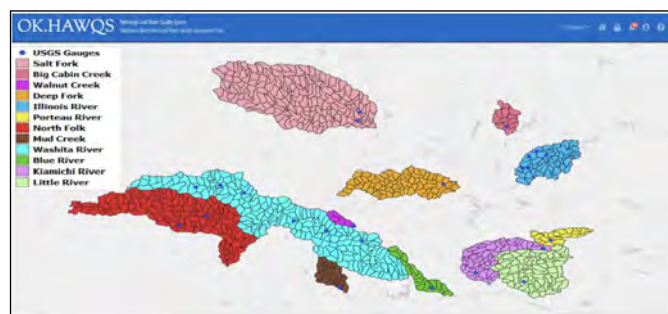 OK.HAWQS
USGS Gauges
Salt Fork
Big Cabin Creek
Walnut Creek
Deep Fork
Illinois River
Porteau River
North Folk
Mud Creek
Washita River
Blue River
Kiamichi River
Little River